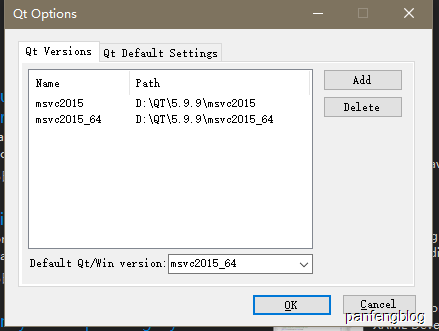 Qt Options
Qt Versions
Qt Default Settings
Name Path
msvc2015 D:\QT\5.9.9\msvc2015
msvc2015_64 D:\QT\5.9.9\msvc2015_64
Add
Delete
Default Qt/Win version: msvc2015_64
OK
Cancel
panfengblog